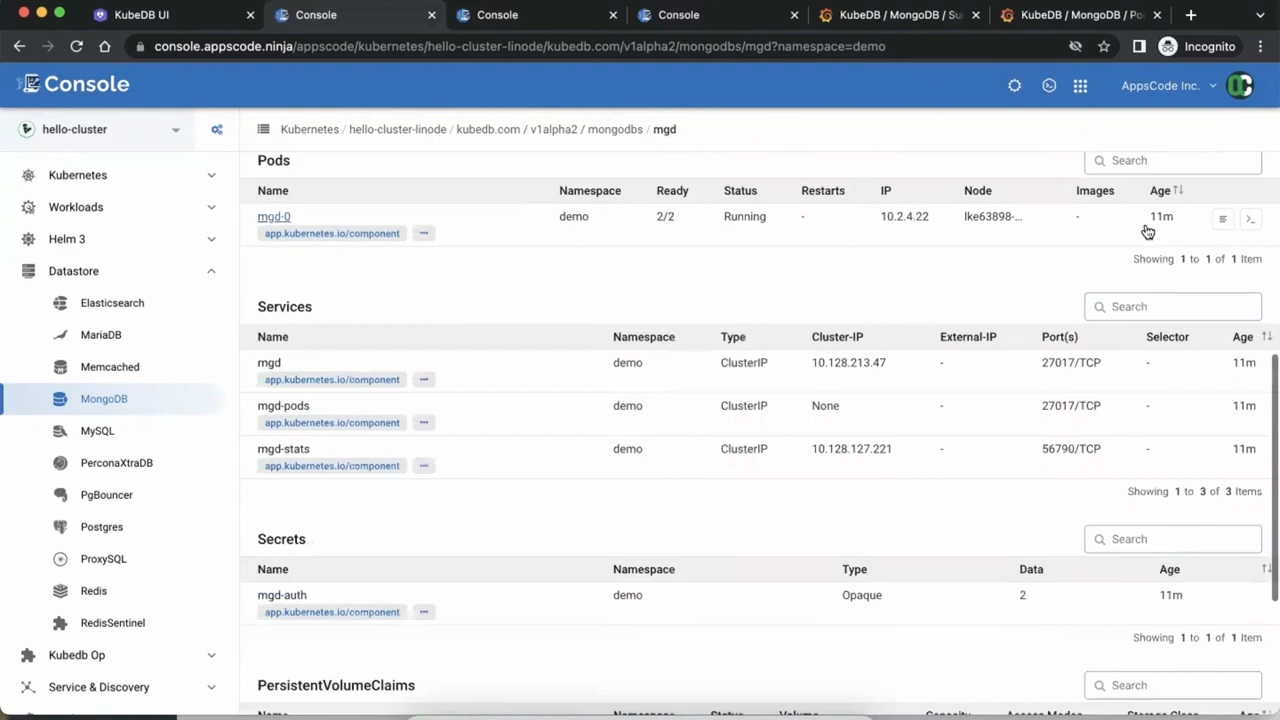 KubeDB UI
Console
Console
Console
KubeDB / MongoDB / Su
KubeDB / MongoDB / Po
console.appscode.ninja/appscode/kubernetes/hello-cluster-linode/kubedb.com/v1alpha2/mongodbs/mgd?namespace=demo
Incognito
Console
AppsCode Inc.
hello-cluster
Kubernetes / hello-cluster-linode / kubedb.com / v1alpha2 / mongodbs / mgd
Kubernetes
Workloads
Helm 3
Datastore
Elasticsearch
MariaDB
Memcached
MongoDB
MySQL
PerconaXtraDB
PgBouncer
Postgres
ProxySQL
Redis
RedisSentinel
Kubedb Op
Service & Discovery
Pods
Search
Name Namespace Ready Status Restarts IP Node Images Age
mgd-0 demo 2/2 Running - 10.2.4.22 lke63898-... - 11m
app.kubernetes.io/component
Showing 1 to 1 of 1 Item
Services
Search
Name Namespace Type Cluster-IP External-IP Port(s) Selector Age
mgd demo ClusterIP 10.128.213.47 - 27017/TCP - 11m
app.kubernetes.io/component
mgd-pods demo ClusterIP None - 27017/TCP - 11m
app.kubernetes.io/component
mgd-stats demo ClusterIP 10.128.127.221 - 56790/TCP - 11m
app.kubernetes.io/component
Showing 1 to 3 of 3 Items
Secrets
Search
Name Namespace Type Data Age
mgd-auth demo Opaque 2 11m
app.kubernetes.io/component
Showing 1 to 1 of 1 Item
PersistentVolumeClaims
Search